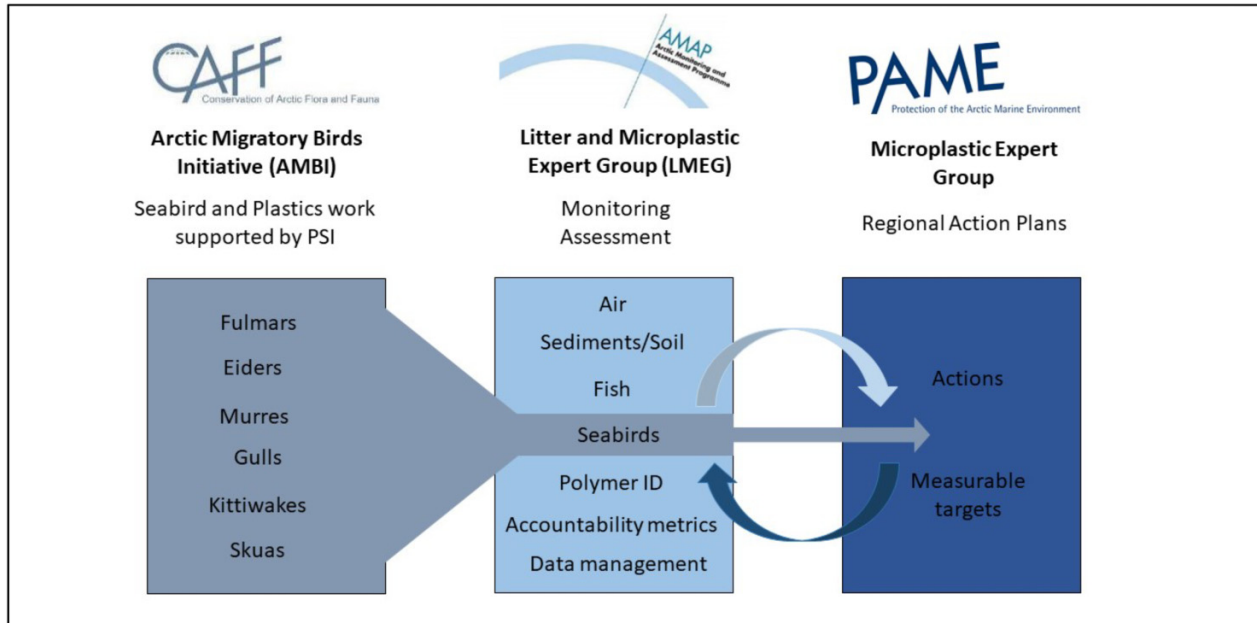 CAFF
Conservation of Arctic Flora and Fauna
Arctic Migratory Birds
Initiative (AMBI)
Seabird and Plastics work
supported by PSI
Fulmars
Eiders
Murres
Gulls
Kittiwakes
Skuas
AMAP
Arctic Monitoring and
Assessment Programme
Litter and Microplastic
Expert Group (LMEG)
Monitoring
Assessment
Air
Sediments/Soil
Fish
Seabirds
Polymer ID
Accountability metrics
Data management
PAME
Protection of the Arctic Marine Environment
Microplastic Expert
Group
Regional Action Plans
Actions
Measurable
targets